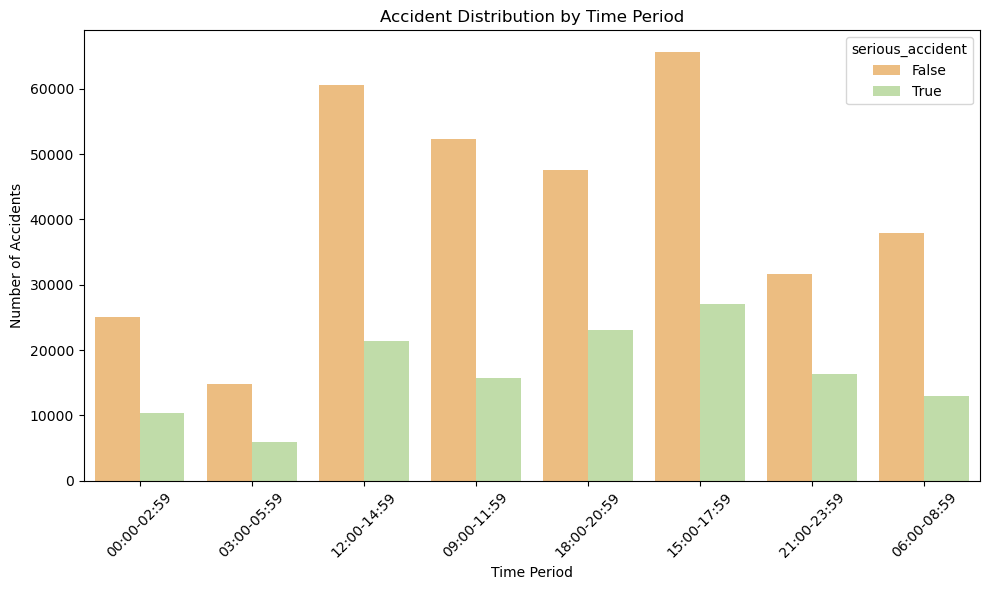 Accident Distribution by Time Period
serious_accident
False
True
Number of Accidents
60000
50000
40000
30000
20000
10000
0
00:00-02:59
03:00-05:59
12:00-14:59
09:00-11:59
18:00-20:59
15:00-17:59
21:00-23:59
06:00-08:59
Time Period